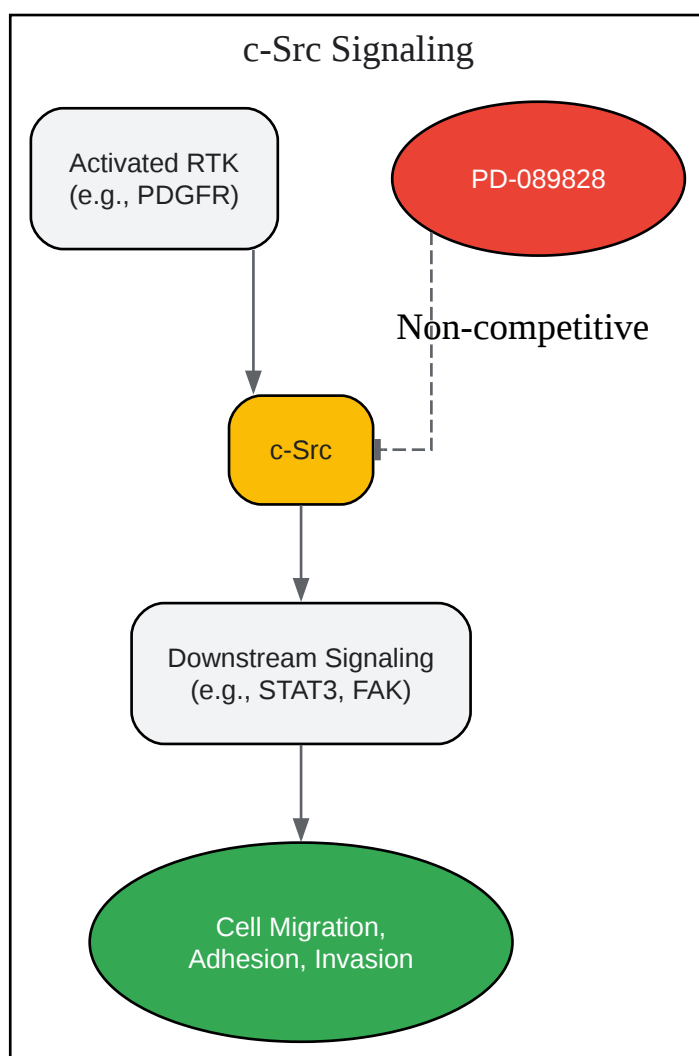 c-Src Signaling
Activated RTK
(e.g., PDGFR)
PD-089828
Non-competitive
c-Src
Downstream Signaling
(e.g., STAT3, FAK)
Cell Migration,
Adhesion, Invasion